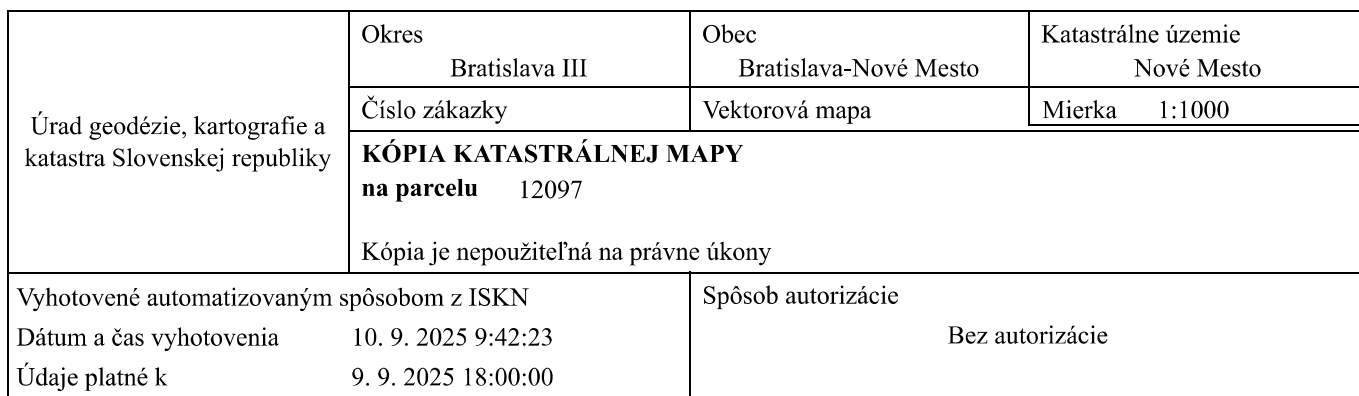 Úrad geodézie, kartografie a
katastra Slovenskej republiky
Okres
Bratislava III
Obec
Bratislava-Nové Mesto
Katastrálne územie
Nové Mesto
Číslo zákazky
Vektorová mapa
Mierka 1:1000
KÓPIA KATASTRÁLNEJ MAPY
na parcelu 12097
Kópia je nepoužiteľná na právne úkony
Vyhotovené automatizovaným spôsobom z ISKN
Dátum a čas vyhotovenia 10. 9. 2025 9:42:23
Údaje platné k 9. 9. 2025 18:00:00
Spôsob autorizácie
Bez autorizácie